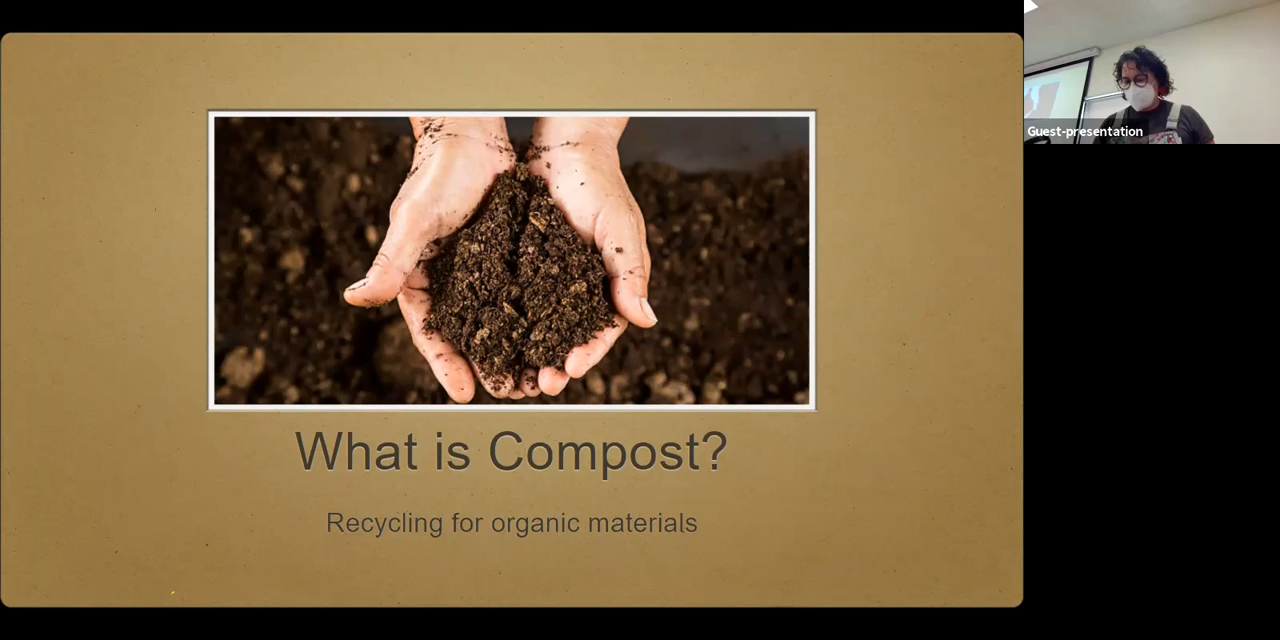 What is Compost?
Recycling for organic materials
Guest-presentation